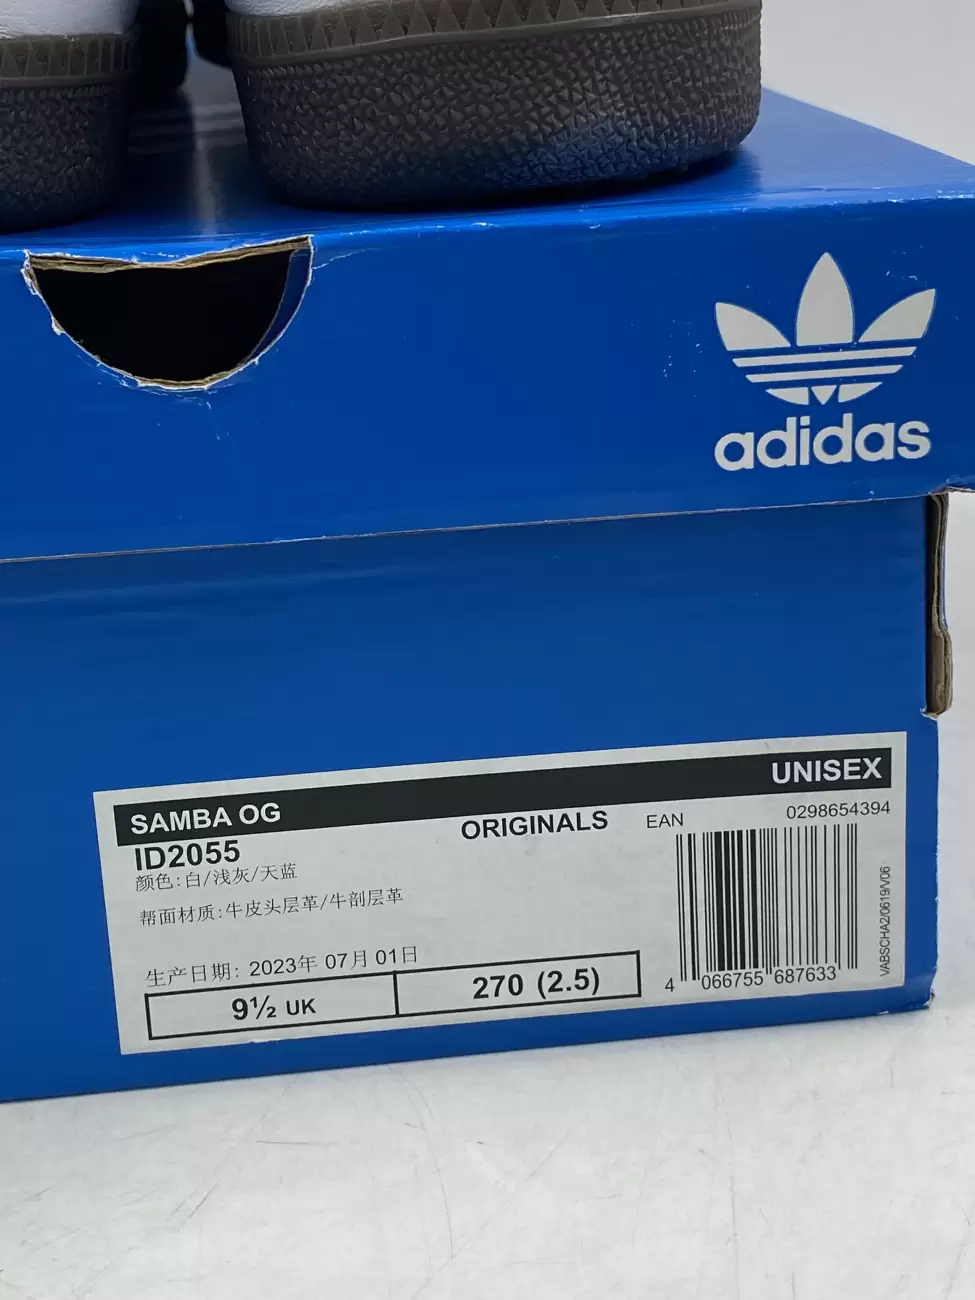 adidas
UNISEX
SAMBA OG
ORIGINALS
EAN
0298654394
ID2055
颜色:白/浅灰/天蓝
帮面材质:牛皮头层革/牛剖层革
生产日期: 2023年 07月 01日
9½ UK
270 (2.5)
4 066755 687633
VABSCHA2/0619/V06